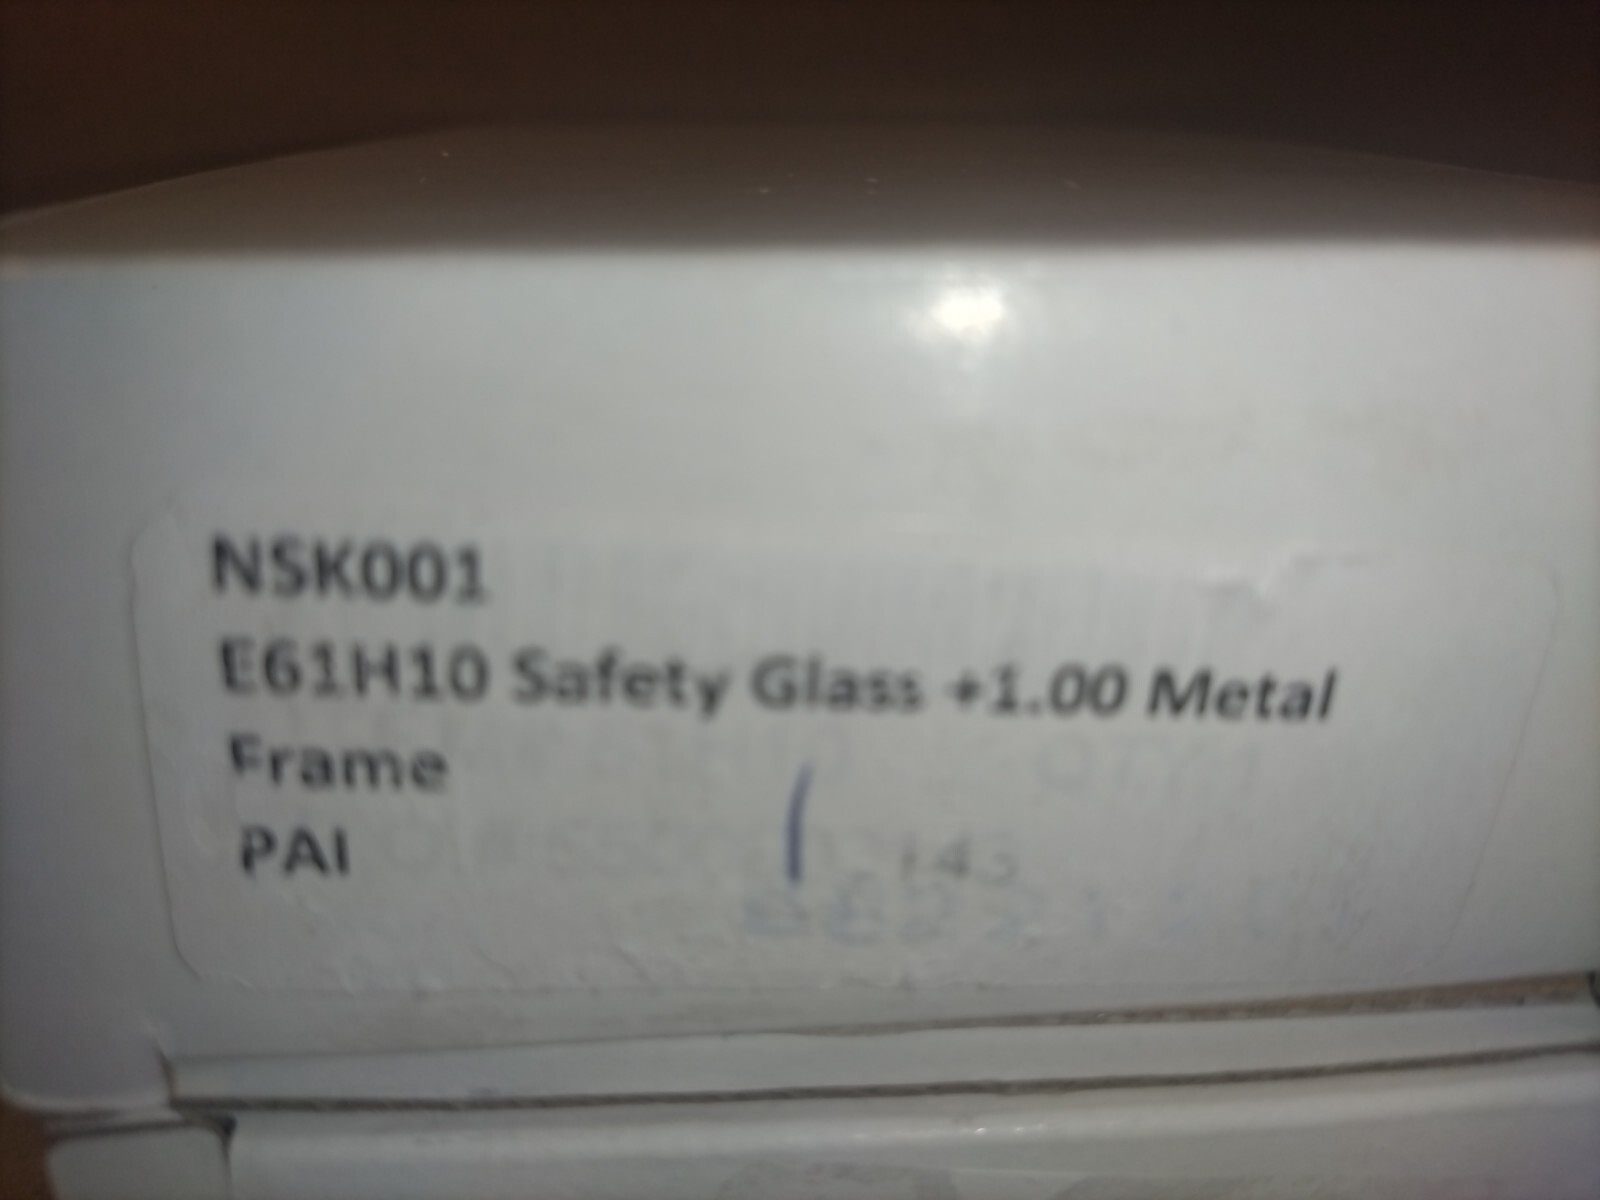 NSK001
E61H10 Safety Glass +1.00 Metal
Frame
PAI